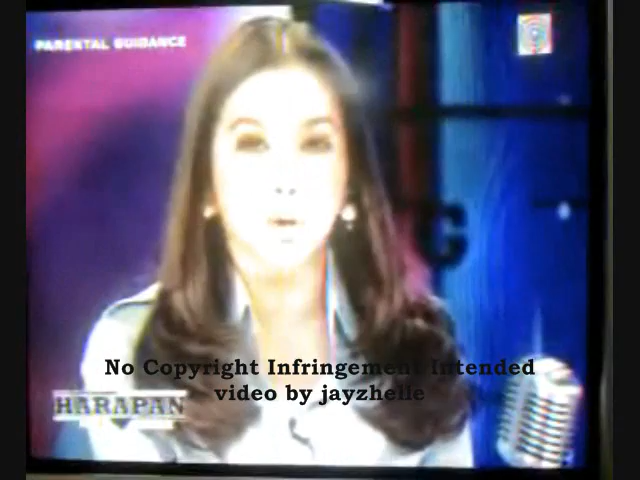 PARENTAL GUIDANCE
G
No Copyright Infringement Intended
video by jayzhelle
HARAPAN